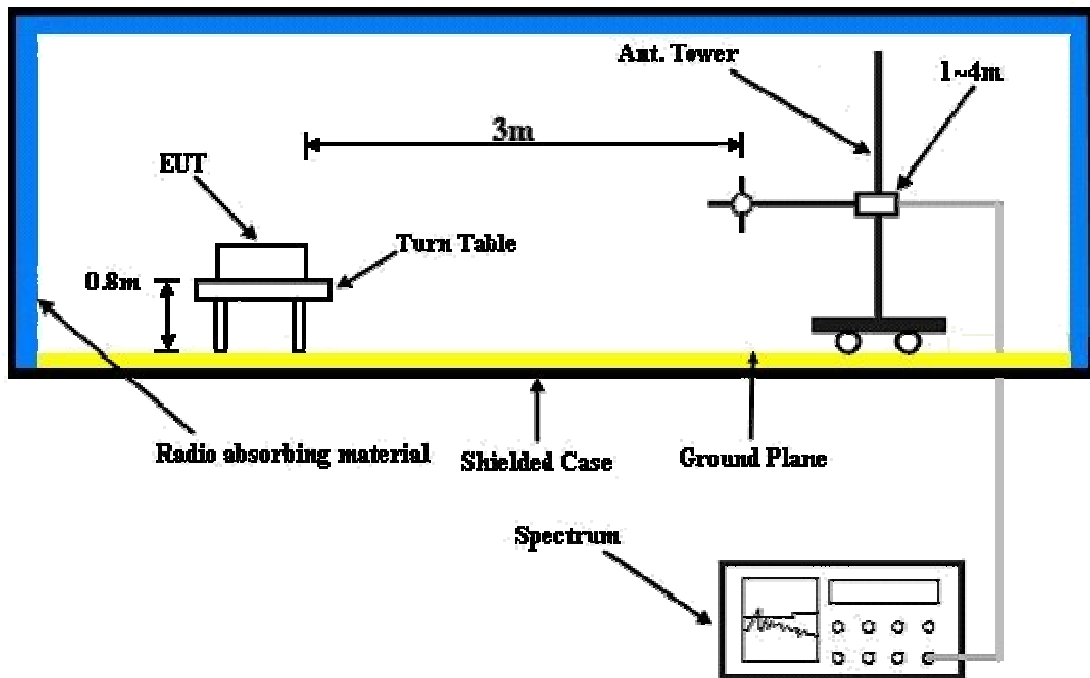 Ant. Tower
1~4m
3m
EUT
Turn Table
0.8m
Radio absorbing material
Shielded Case
Ground Plane
Spectrum